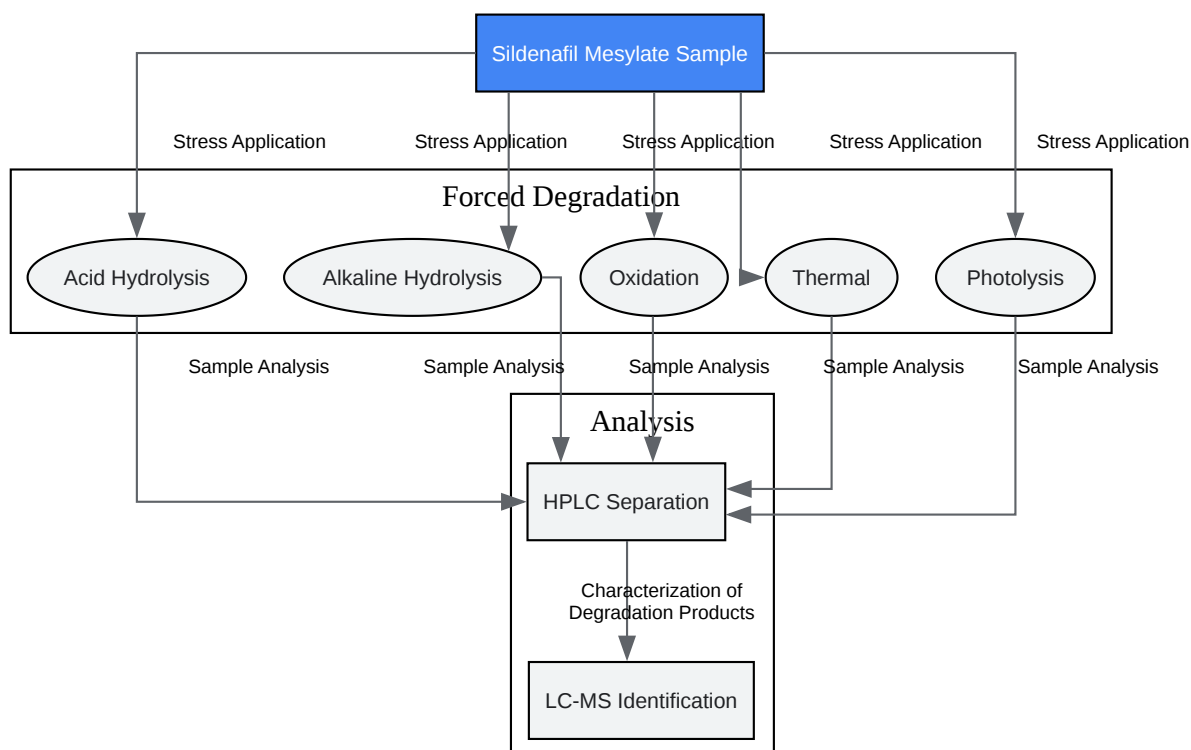 Sildenafil Mesylate Sample
Stress Application
Stress Application
Stress Application
Stress Application
Stress Application
Forced Degradation
Acid Hydrolysis
Alkaline Hydrolysis
Oxidation
Thermal
Photolysis
Sample Analysis
Sample Analysis
Sample Analysis
Sample Analysis
Sample Analysis
Analysis
HPLC Separation
Characterization of
Degradation Products
LC-MS Identification